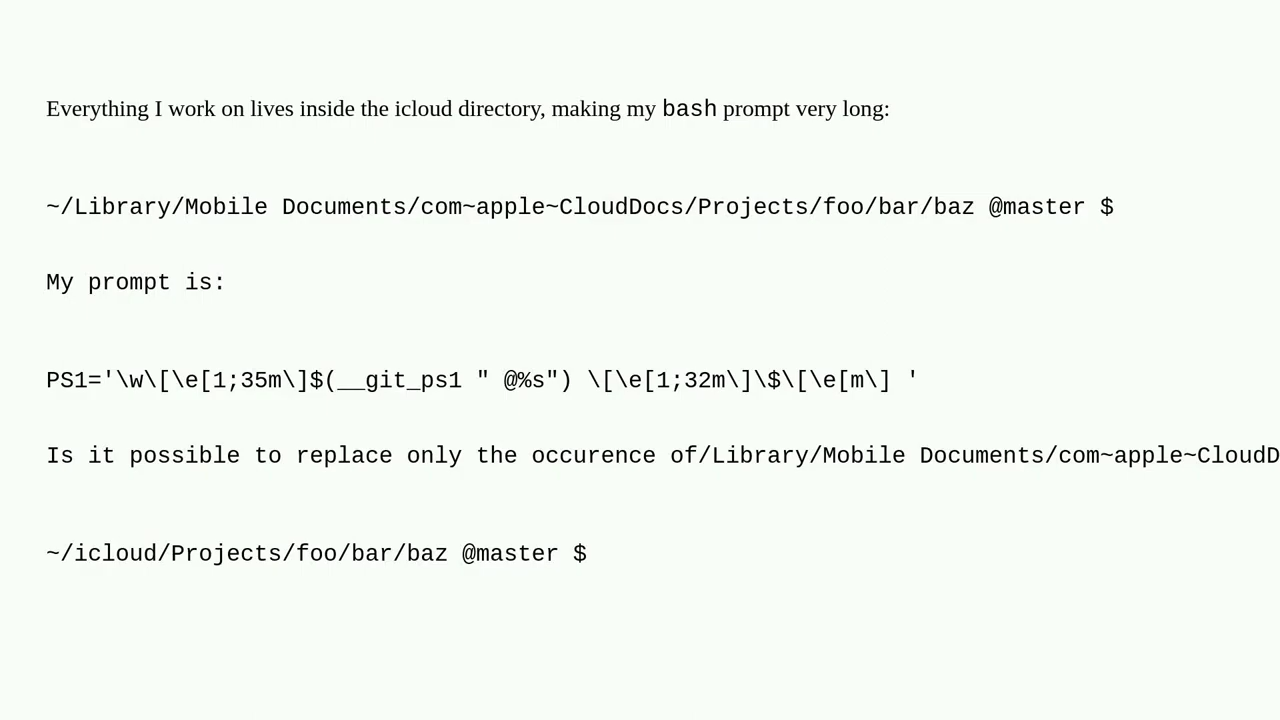 Everything I work on lives inside the icloud directory, making my bash prompt very long:
~/Library/Mobile Documents/com~apple~CloudDocs/Projects/foo/bar/baz @master $
My prompt is:
PS1='\w\[\e[1;35m\]$(__git_ps1 " @%s") \[\e[1;32m\]\$\[\e[m\] '
Is it possible to replace only the occurence of/Library/Mobile Documents/com~apple~CloudD
~/icloud/Projects/foo/bar/baz @master $